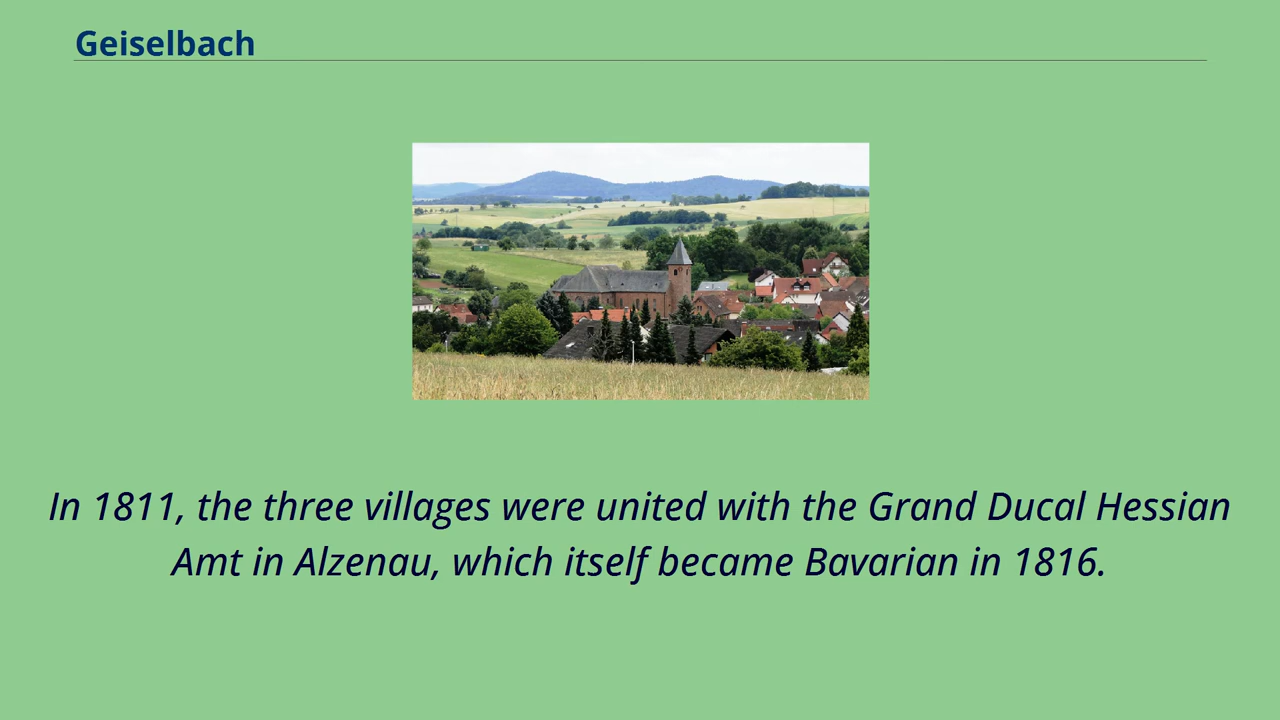 Geiselbach
In 1811, the three villages were united with the Grand Ducal Hessian
Amt in Alzenau, which itself became Bavarian in 1816.